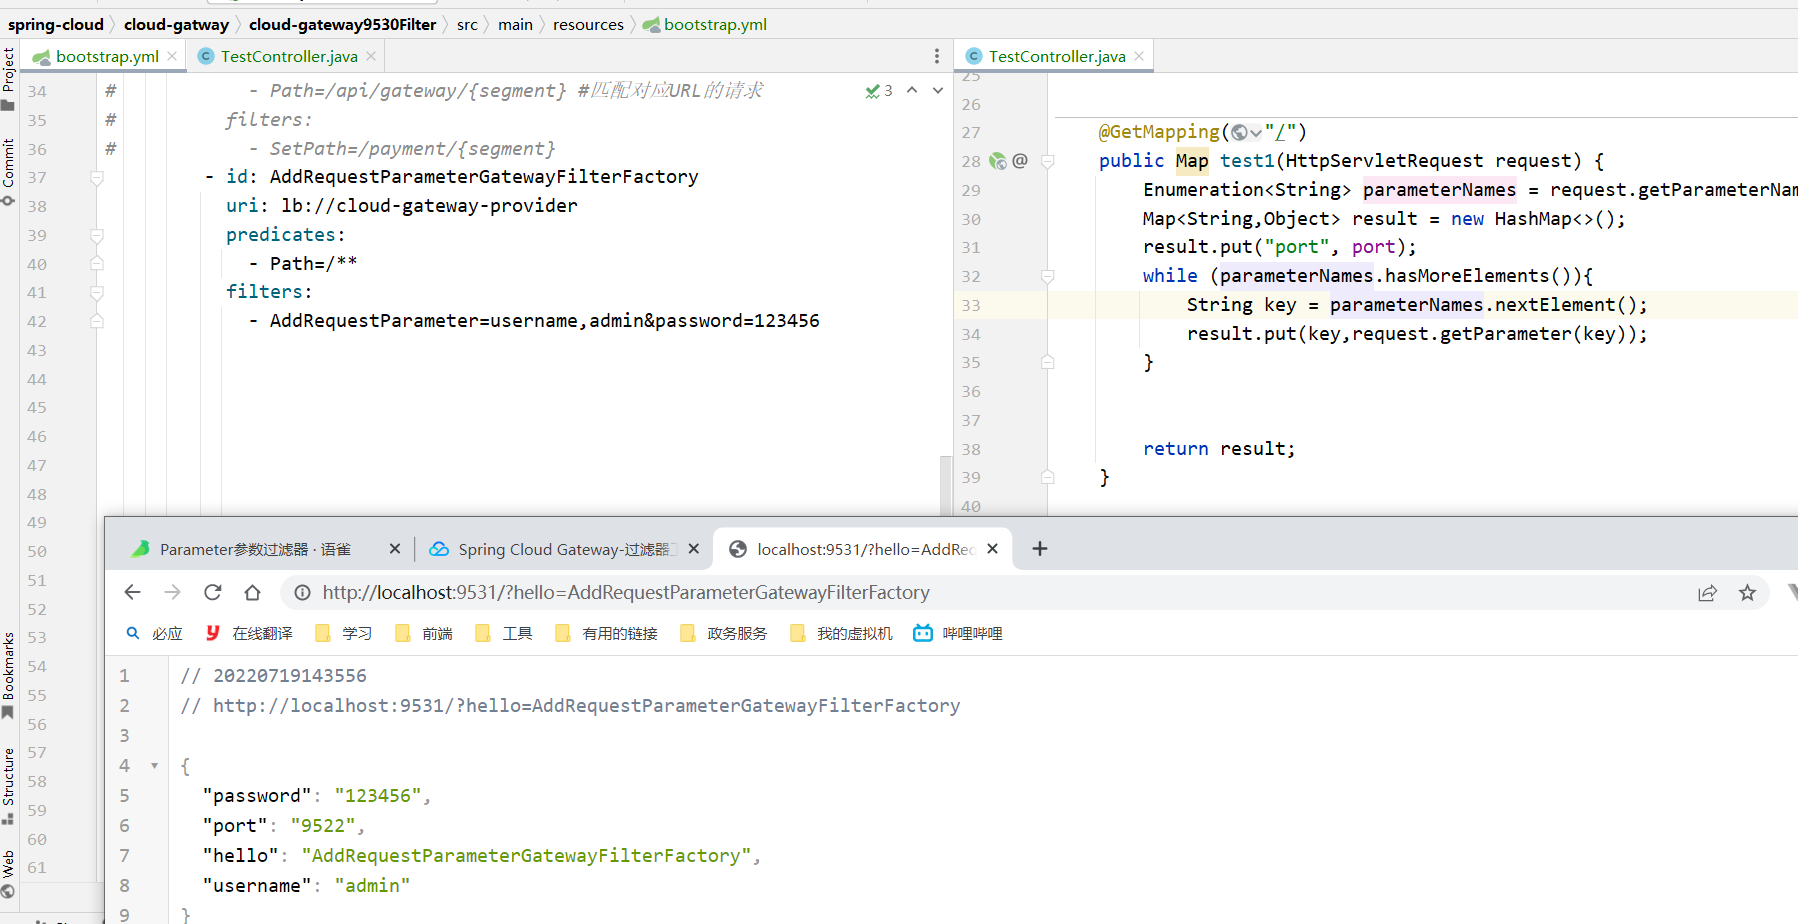 spring-cloud cloud-gatway cloud-gateway9530Filter src main resources bootstrap.yml
bootstrap.yml TestController.java
TestController.java
Project
Commit
Bookmarks
Structure
Web
34 # - Path=/api/gateway/{segment} #匹配对应URL的请求
3
35 # filters:
36 # - SetPath=/payment/{segment}
37 - id: AddRequestParameterGatewayFilterFactory
38 uri: lb://cloud-gateway-provider
39 predicates:
40 - Path=/**
41 filters:
42 - AddRequestParameter=username,admin&password=123456
43
44
45
46
47
48
49
50
51
52
53
54
55
56
57
58
59
60
61
25
26
27 @GetMapping("/")
28 @ public Map test1(HttpServletRequest request) {
29 Enumeration<String> parameterNames = request.getParameterNam
30 Map<String,Object> result = new HashMap<>();
31 result.put("port", port);
32 while (parameterNames.hasMoreElements()){
33 String key = parameterNames.nextElement();
34 result.put(key,request.getParameter(key));
35 }
36
37
38 return result;
39 }
40
Parameter参数过滤器 · 语雀 Spring Cloud Gateway-过滤器 localhost:9531/?hello=AddReq
http://localhost:9531/?hello=AddRequestParameterGatewayFilterFactory
必应 在线翻译 学习 前端 工具 有用的链接 政务服务 我的虚拟机 哔哩哔哩
1 // 20220719143556
2 // http://localhost:9531/?hello=AddRequestParameterGatewayFilterFactory
3
4 {
5 "password": "123456",
6 "port": "9522",
7 "hello": "AddRequestParameterGatewayFilterFactory",
8 "username": "admin"
9 }